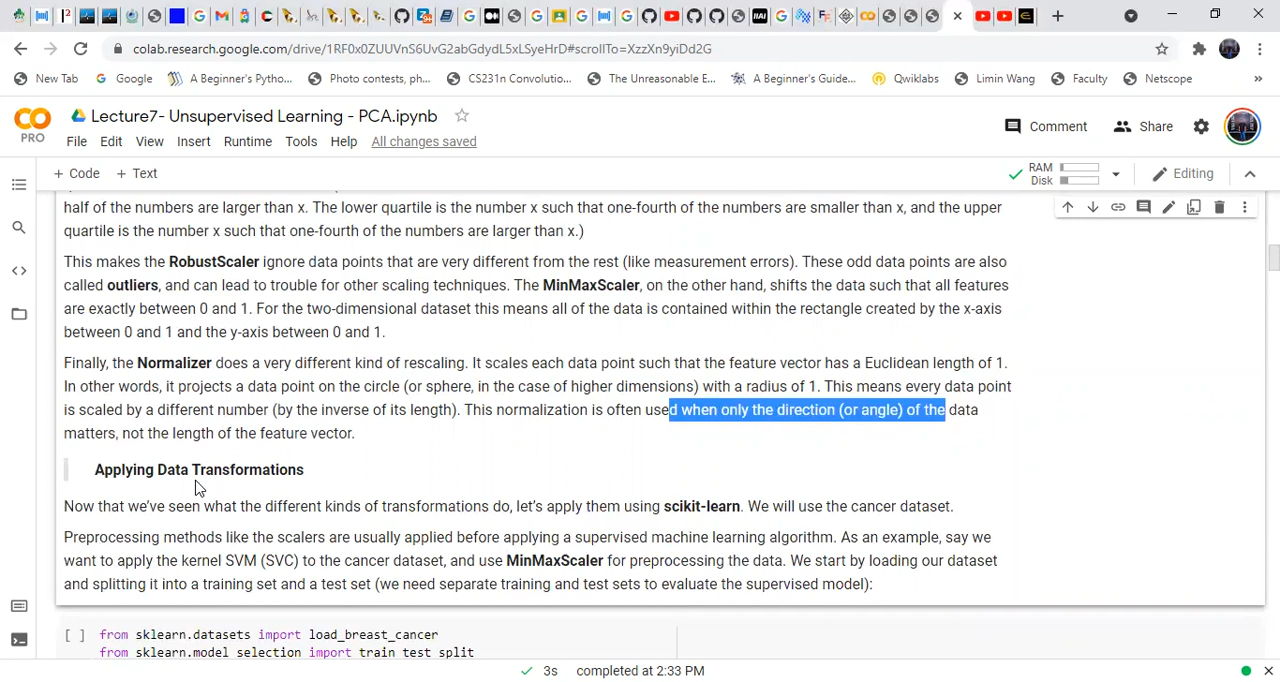 colab.research.google.com/drive/1RF0x0ZUUVnS6UvG2abGdydL5xLSyeHrD#scrollTo=XzzXn9yiDd2G
New Tab Google A Beginner's Pyth... Photo contests, ph... CS231n Convolutio... The Unreasonable E... A Beginner's Guide... Qwiklabs Limin Wang Faculty Netscope »
Lecture7- Unsupervised Learning - PCA.ipynb
Comment Share
PRO
File Edit View Insert Runtime Tools Help All changes saved
+ Code + Text RAM Disk Editing
half of the numbers are larger than x. The lower quartile is the number x such that one-fourth of the numbers are smaller than x, and the upper
quartile is the number x such that one-fourth of the numbers are larger than x.)
This makes the RobustScaler ignore data points that are very different from the rest (like measurement errors). These odd data points are also
called outliers, and can lead to trouble for other scaling techniques. The MinMaxScaler, on the other hand, shifts the data such that all features
are exactly between 0 and 1. For the two-dimensional dataset this means all of the data is contained within the rectangle created by the x-axis
between 0 and 1 and the y-axis between 0 and 1.
Finally, the Normalizer does a very different kind of rescaling. It scales each data point such that the feature vector has a Euclidean length of 1.
In other words, it projects a data point on the circle (or sphere, in the case of higher dimensions) with a radius of 1. This means every data point
is scaled by a different number (by the inverse of its length). This normalization is often used when only the direction (or angle) of the data
matters, not the length of the feature vector.
Applying Data Transformations
Now that we've seen what the different kinds of transformations do, let's apply them using scikit-learn. We will use the cancer dataset.
Preprocessing methods like the scalers are usually applied before applying a supervised machine learning algorithm. As an example, say we
want to apply the kernel SVM (SVC) to the cancer dataset, and use MinMaxScaler for preprocessing the data. We start by loading our dataset
and splitting it into a training set and a test set (we need separate training and test sets to evaluate the supervised model):
[ ] from sklearn.datasets import load_breast_cancer
from sklearn.model_selection import train_test_split
3s completed at 2:33 PM